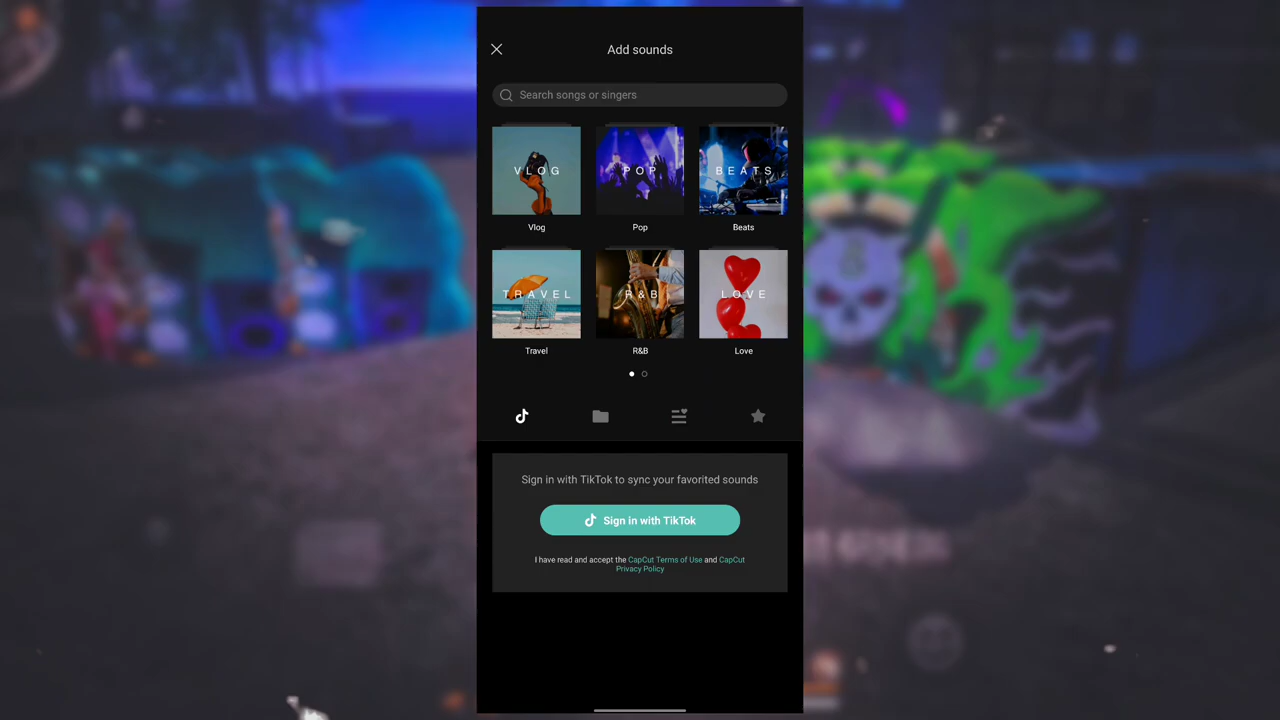 Add sounds
Search songs or singers
VLOG
POP
BEATS
Vlog
Pop
Beats
TRAVEL
R&B
LOVE
Travel
R&B
Love
Sign in with TikTok to sync your favorited sounds
Sign in with TikTok
I have read and accept the CapCut Terms of Use and CapCut
Privacy Policy